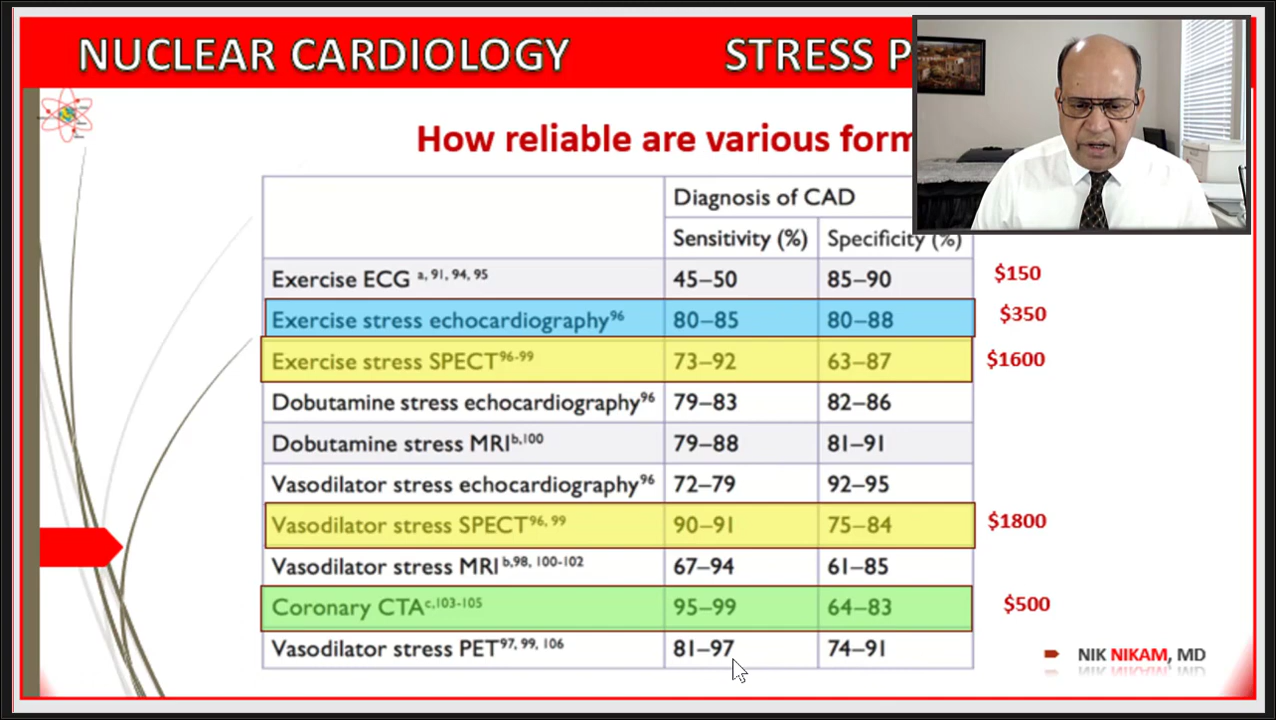 NUCLEAR CARDIOLOGY STRESS P
How reliable are various form
Diagnosis of CAD
Sensitivity (%) Specificity (%)
Exercise ECG a, 91, 94, 95 45–50 85–90 $150
Exercise stress echocardiography96 80–85 80–88 $350
Exercise stress SPECT96-99 73–92 63–87 $1600
Dobutamine stress echocardiography96 79–83 82–86
Dobutamine stress MRIb,100 79–88 81–91
Vasodilator stress echocardiography96 72–79 92–95
Vasodilator stress SPECT96, 99 90–91 75–84 $1800
Vasodilator stress MRIb,98, 100-102 67–94 61–85
Coronary CTAc,103-105 95–99 64–83 $500
Vasodilator stress PET97, 99, 106 81–97 74–91
NIK NIKAM, MD